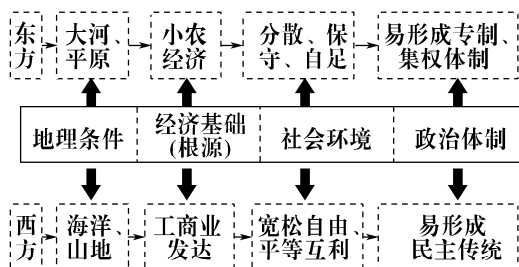 东方
大河、平原
小农经济
分散、保守、自足
易形成专制、集权体制
地理条件
经济基础(根源)
社会环境
政治体制
西方
海洋、山地
工商业发达
宽松自由、平等互利
易形成民主传统